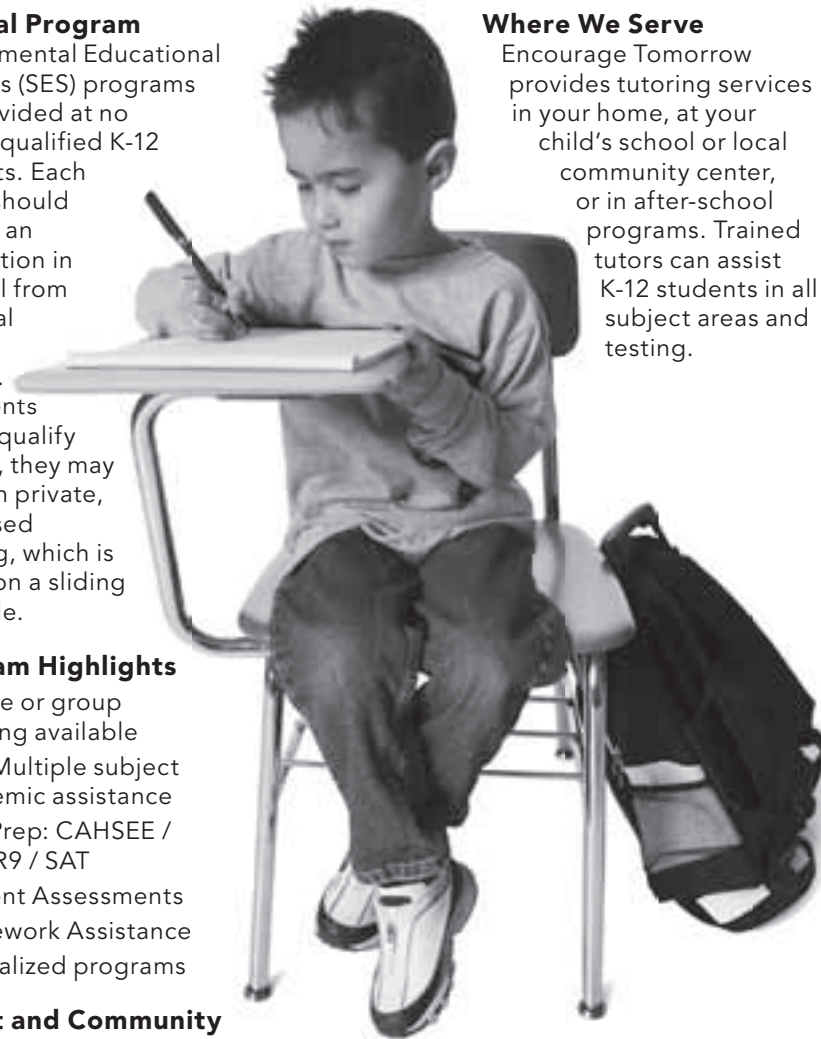 al Program
mental Educational
s (SES) programs
vided at no
qualified K-12
ts. Each
should
an
tion in
l from
al
.
nts
qualify
, they may
n private,
sed
g, which is
on a sliding
le.
am Highlights
e or group
ng available
Multiple subject
emic assistance
Prep: CAHSEE /
R9 / SAT
nt Assessments
ework Assistance
alized programs
t and Community
Where We Serve
Encourage Tomorrow
provides tutoring services
in your home, at your
child’s school or local
community center,
or in after-school
programs. Trained
tutors can assist
K-12 students in all
subject areas and
testing.